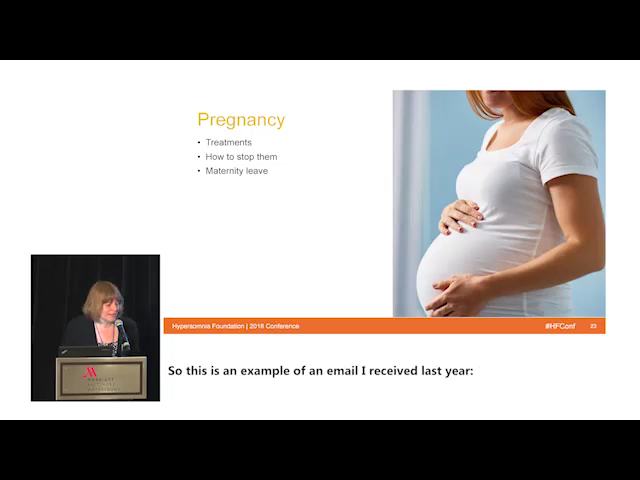 Pregnancy
• Treatments
• How to stop them
• Maternity leave
Hypersomnia Foundation | 2018 Conference
#HFConf
23
MARRIOTT
So this is an example of an email I received last year: